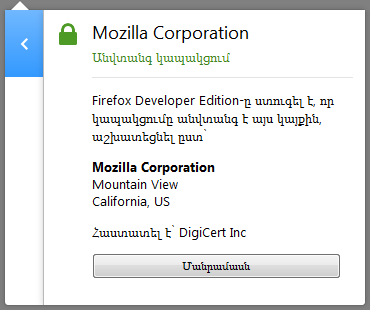 Mozilla Corporation
Անվտանգ կապակցում
Firefox Developer Edition-ը ստուգել է, որ
կապակցումը անվտանգ է այս կայքին,
աշխատեցնել ըստ՝
Mozilla Corporation
Mountain View
California, US
Հաստատել է՝ DigiCert Inc
Մանրամասն